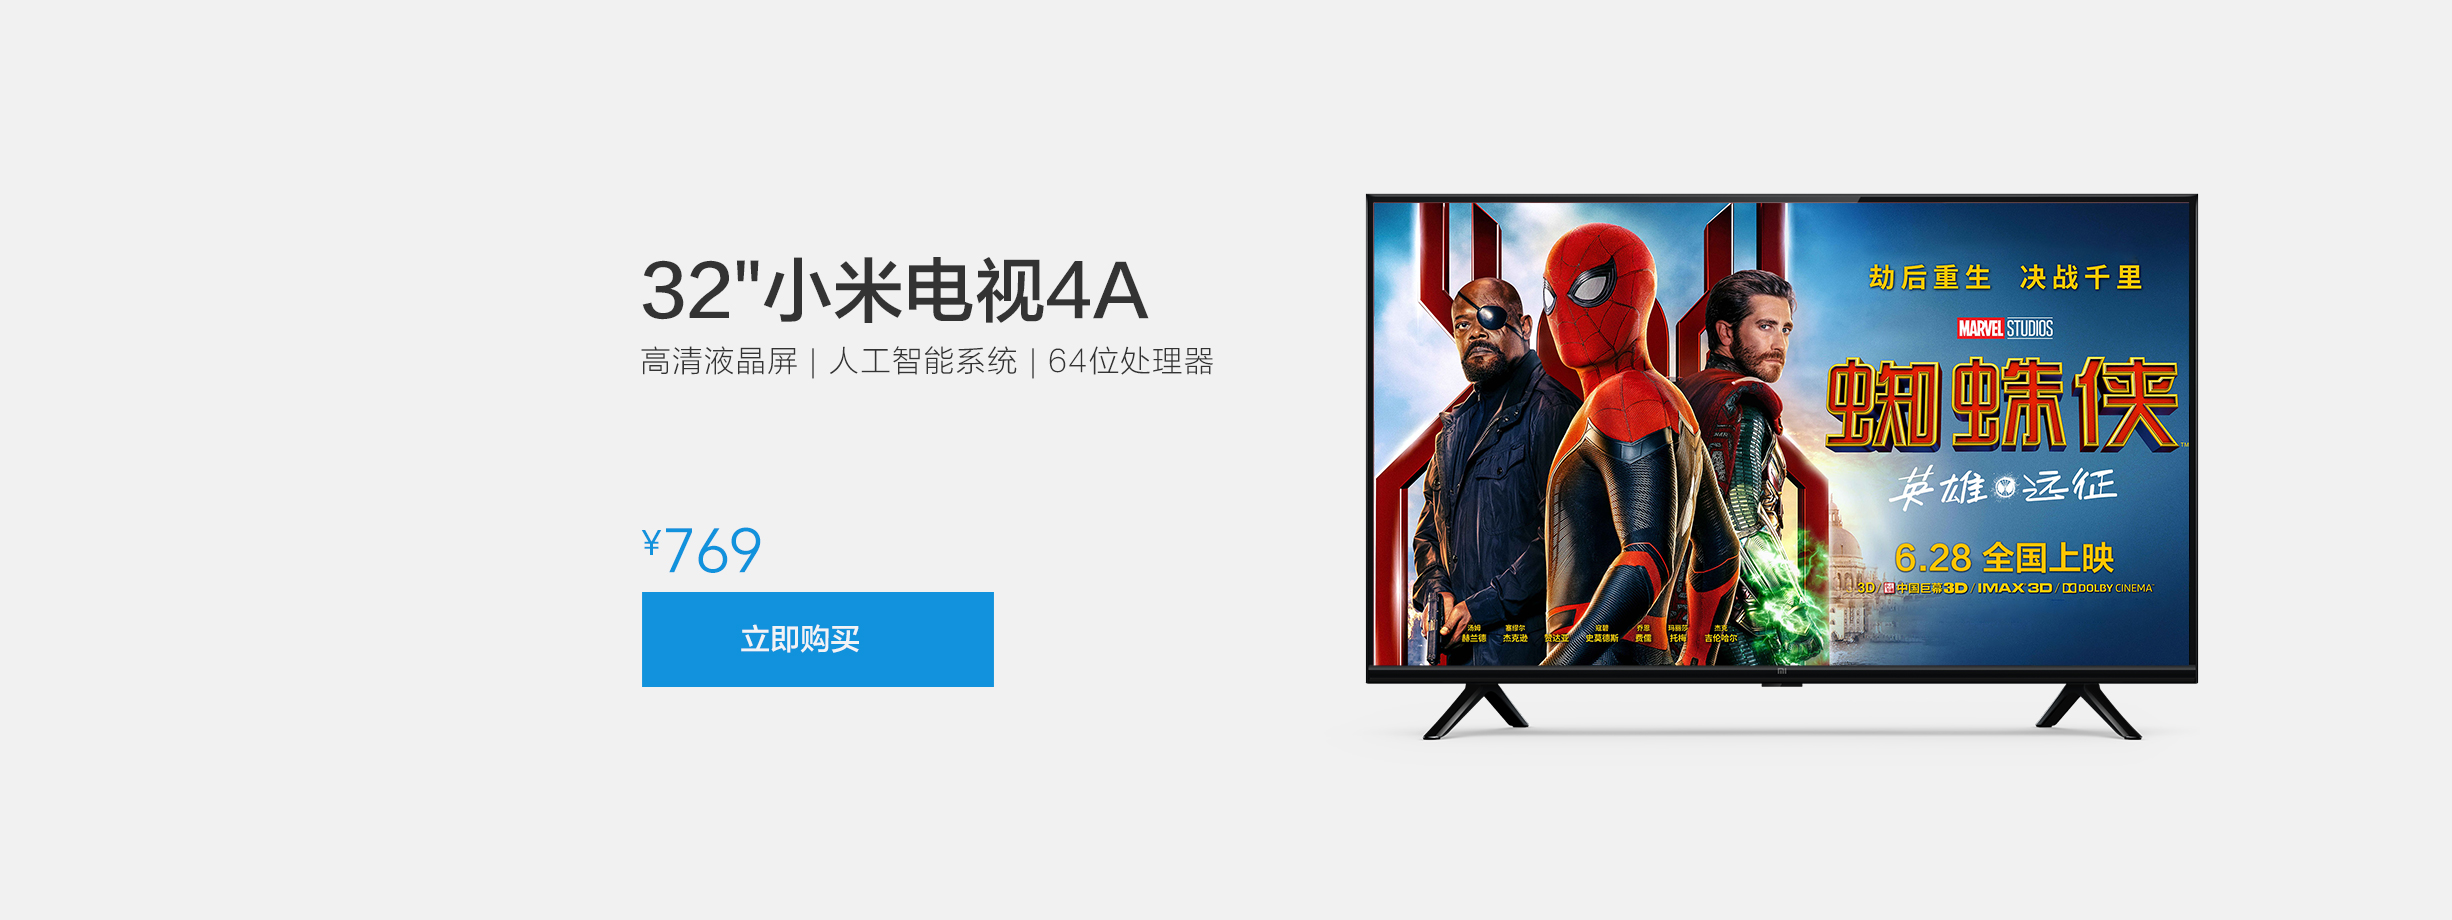 32"小米电视4A
高清液晶屏 | 人工智能系统 | 64位处理器
¥769
立即购买
劫后重生 决战千里
MARVEL STUDIOS
蜘蛛侠™
英雄远征
6.28 全国上映
3D / 中国巨幕3D / IMAX 3D / DOLBY CINEMA
汤姆 赫兰德 塞缪尔 杰克逊 赞达亚 寇碧 史莫德斯 乔恩 费儒 玛丽莎 托梅 杰克 吉伦哈尔
MI